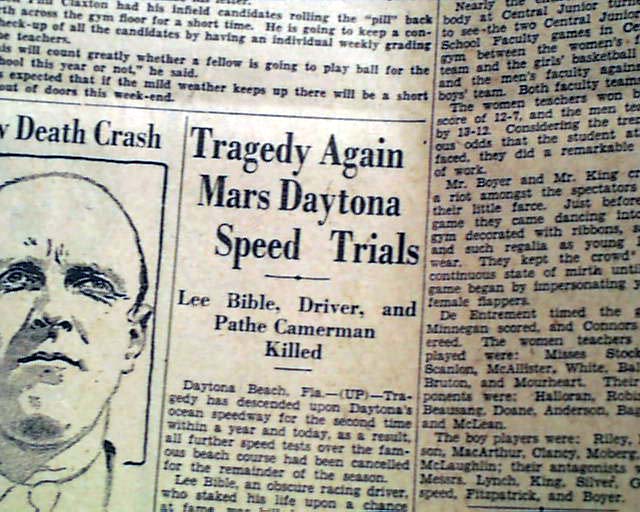 Claxton had his infield candidates rolling the "pill" back
across the gym floor for a short time. He is going to keep a con-
check-up of all the candidates by having an individual weekly grading
e teachers.
is will count greatly whether a fellow is going to play ball for the
hool this year or not," he said.
s expected that if the mild weather keeps up there will be a short
out of doors this week-end.
Death Crash
Tragedy Again
Mars Daytona
Speed Trials
Lee Bible, Driver, and
Pathe Camerman
Killed
Daytona Beach, Fla.—(UP)—Tra-
gedy has descended upon Daytona's
ocean speedway for the second time
within a year and today, as a result,
all further speed tests over the fam-
ous beach course had been cancelled
for the remainder of the season.
Lee Bible, an obscure racing driver,
who staked his life upon a chance
at fame, was
Nearly the
body at Central Junior
to see the two Central Junior
School Faculty games in
gym between the women's
team and the girls' basketball
and the men's faculty again
boys' team. Both faculty team
The women teachers won
score of 12-7, and the men
by 13-12. Considering the
ous odds that the student
faced, they did a remarkable
of work.
Mr. Boyer and Mr. King
a riot amongst the spectators
their little farce. Just before
game they came dancing
gym decorated with ribbons,
and such regalia as young
wear. They kept the crowd
continuous state of mirth until
game began by impersonating
female flappers.
De Entrement timed the
Minnegan scored, and Connors
ereed. The women teachers
played were: Misses
Scanlon, McAllister, White,
Bruton, and Mourheart. Their
ponents were: Halloran,
Beausang, Doane, Anderson,
and McLean.
The boy players were: Riley,
son, MacArthur, Clancy, Moberg
McLaughlin; their antagonists
Messrs. Lynch, King, Silver,
speed, Fitzpatrick, and Boyer.